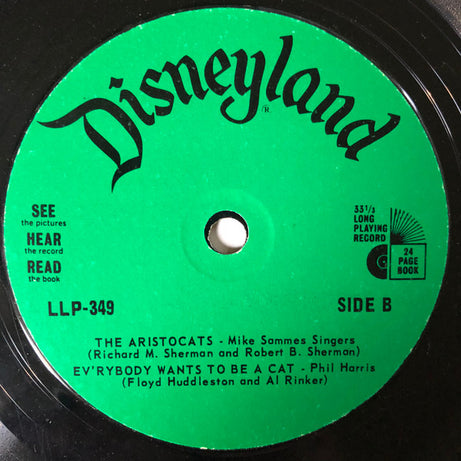 Disneyland
®
SEE
the pictures
HEAR
the record
READ
the book
33 1/3
LONG
PLAYING
RECORD
24
PAGE
BOOK
LLP-349
SIDE B
THE ARISTOCATS - Mike Sammes Singers
(Richard M. Sherman and Robert B. Sherman)
EV'RYBODY WANTS TO BE A CAT - Phil Harris
(Floyd Huddleston and Al Rinker)